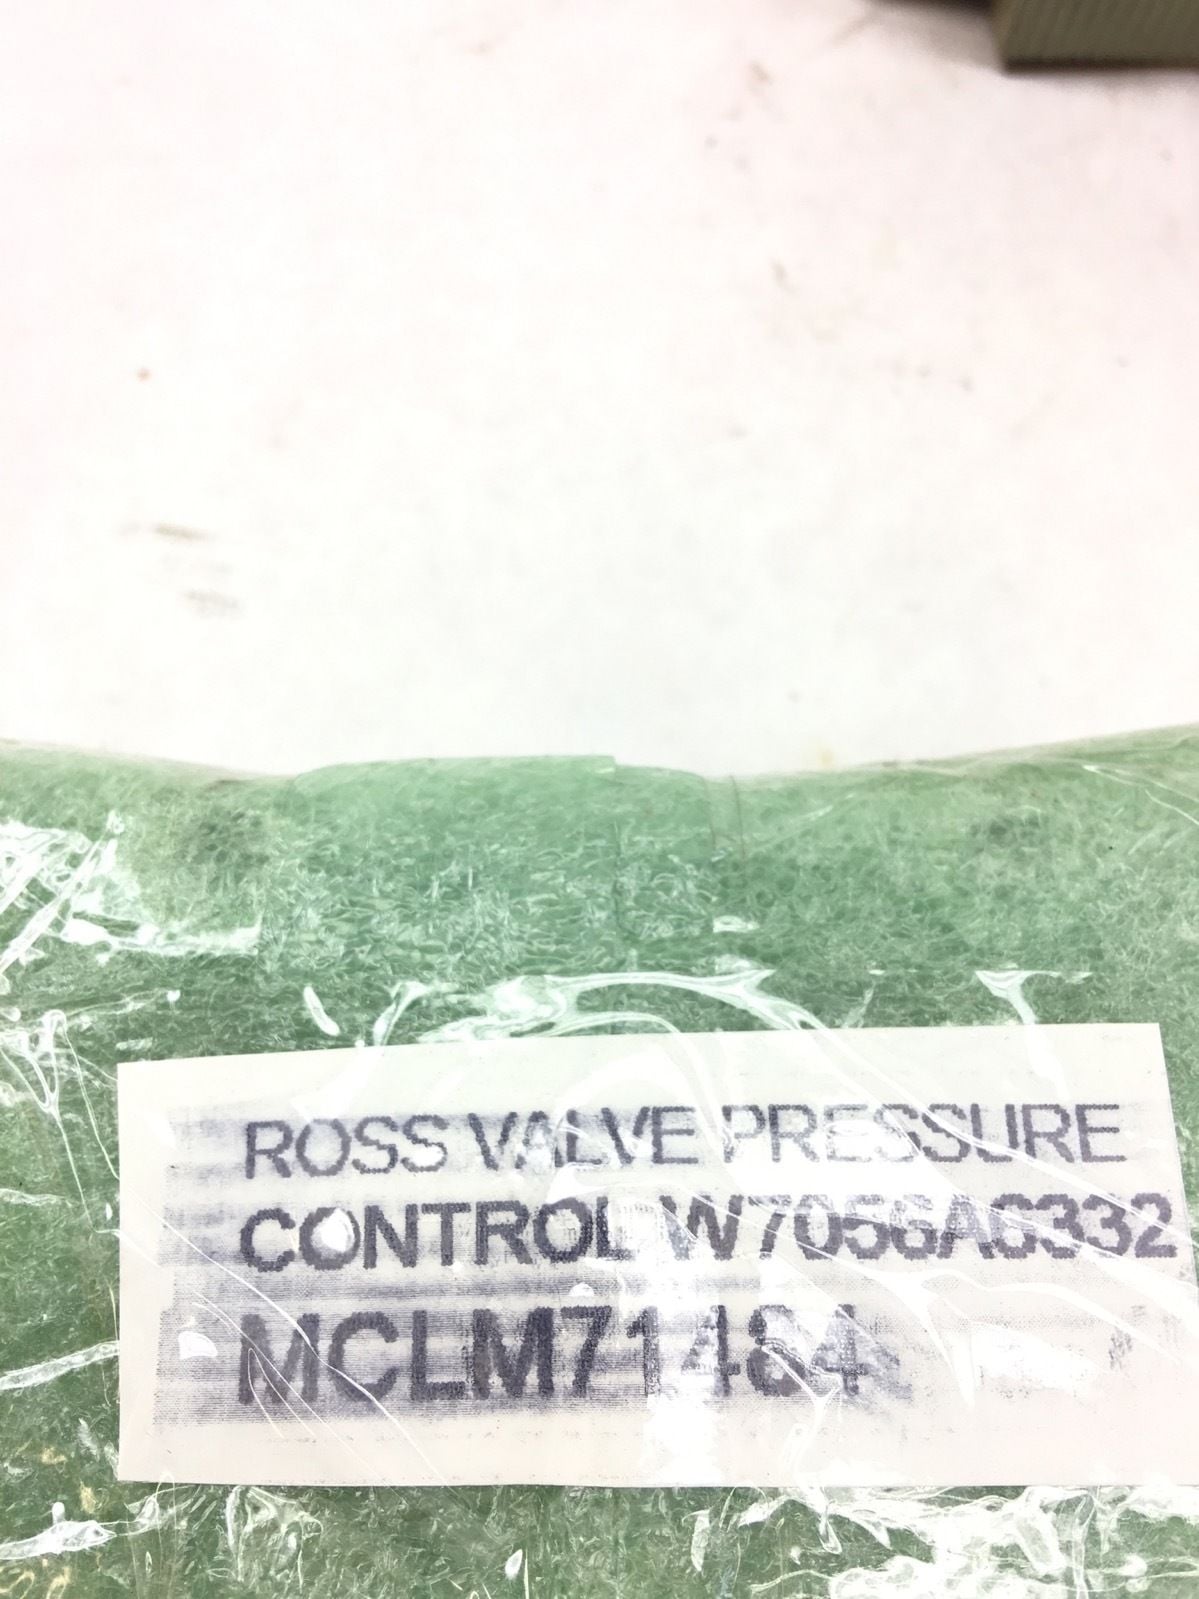 ROSS VALVE PRESSURE
CONTROL W7056A6332
MCLM71484